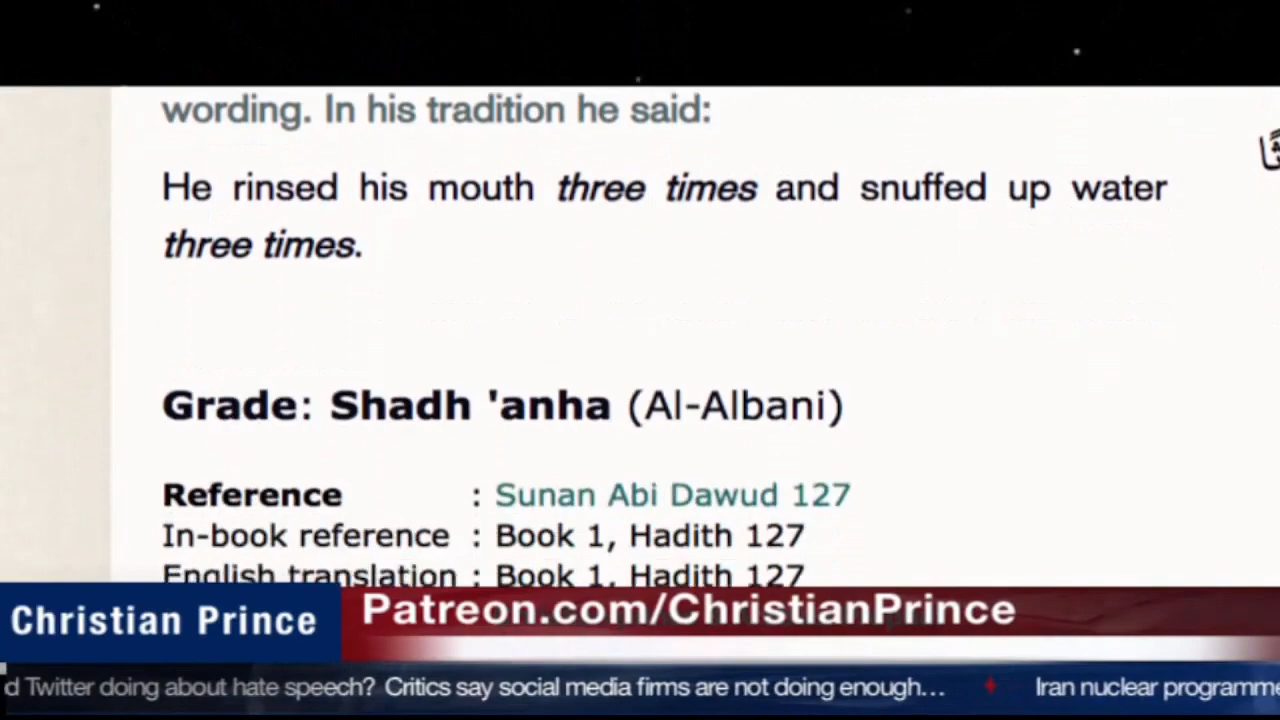 wording. In his tradition he said:
He rinsed his mouth three times and snuffed up water
three times.
Grade: Shadh 'anha (Al-Albani)
Reference : Sunan Abi Dawud 127
In-book reference : Book 1, Hadith 127
English translation : Book 1, Hadith 127
Christian Prince
Patreon.com/ChristianPrince
d Twitter doing about hate speech? Critics say social media firms are not doing enough... Iran nuclear programme